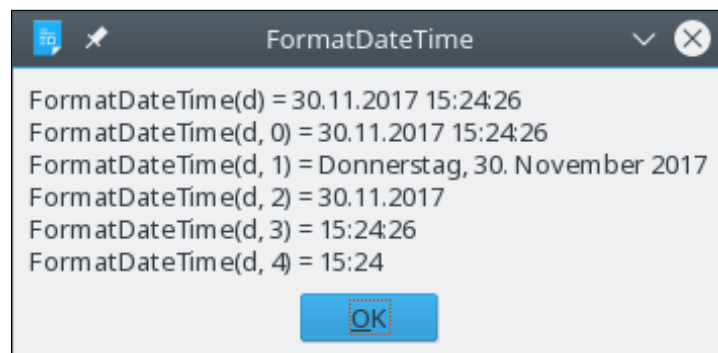 FormatDateTime
FormatDateTime(d) = 30.11.2017 15:24:26
FormatDateTime(d, 0) = 30.11.2017 15:24:26
FormatDateTime(d, 1) = Donnerstag, 30. November 2017
FormatDateTime(d, 2) = 30.11.2017
FormatDateTime(d, 3) = 15:24:26
FormatDateTime(d, 4) = 15:24
OK